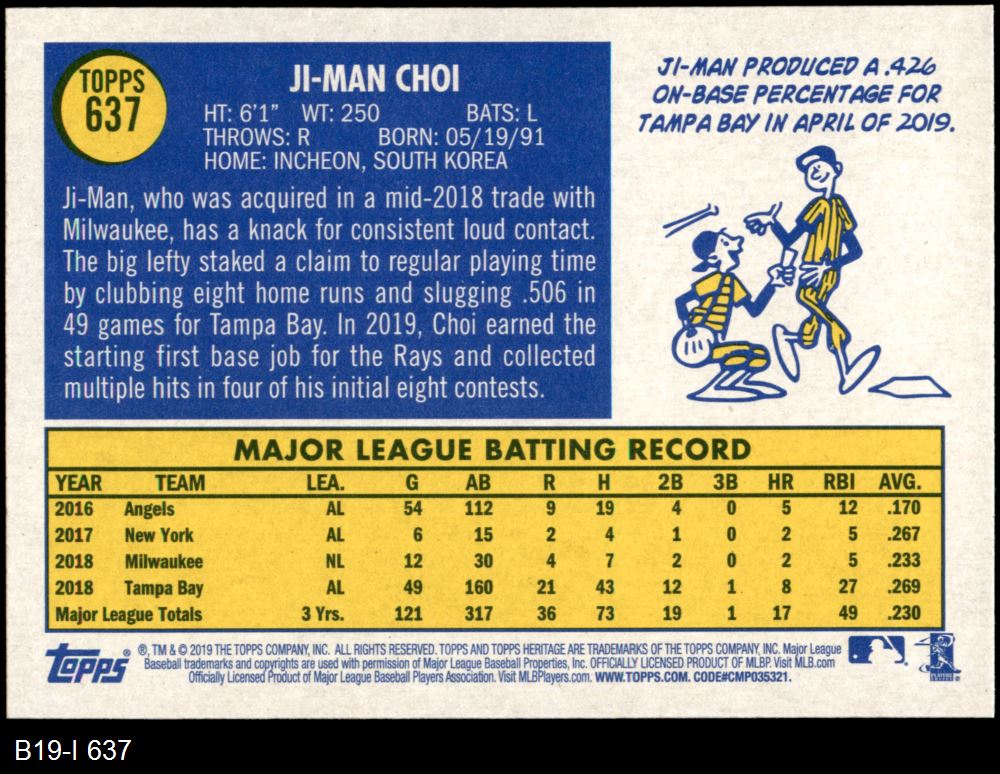 TOPPS
637
JI-MAN CHOI
HT: 6'1" WT: 250 BATS: L
THROWS: R BORN: 05/19/91
HOME: INCHEON, SOUTH KOREA
Ji-Man, who was acquired in a mid-2018 trade with
Milwaukee, has a knack for consistent loud contact.
The big lefty staked a claim to regular playing time
by clubbing eight home runs and slugging .506 in
49 games for Tampa Bay. In 2019, Choi earned the
starting first base job for the Rays and collected
multiple hits in four of his initial eight contests.
JI-MAN PRODUCED A .426
ON-BASE PERCENTAGE FOR
TAMPA BAY IN APRIL OF 2019.
MAJOR LEAGUE BATTING RECORD
YEAR TEAM LEA. G AB R H 2B 3B HR RBI AVG.
2016 Angels AL 54 112 9 19 4 0 5 12 .170
2017 New York AL 6 15 2 4 1 0 2 5 .267
2018 Milwaukee NL 12 30 4 7 2 0 2 5 .233
2018 Tampa Bay AL 49 160 21 43 12 1 8 27 .269
Major League Totals 3 Yrs. 121 317 36 73 19 1 17 49 .230
Topps®
®, TM & © 2019 THE TOPPS COMPANY, INC. ALL RIGHTS RESERVED. TOPPS AND TOPPS HERITAGE ARE TRADEMARKS OF THE TOPPS COMPANY, INC. Major League
Baseball trademarks and copyrights are used with permission of Major League Baseball Properties, Inc. OFFICIALLY LICENSED PRODUCT OF MLBP. Visit MLB.com
Officially Licensed Product of Major League Baseball Players Association. Visit MLBPlayers.com. WWW.TOPPS.COM. CODE#CMP035321.
B19-I 637